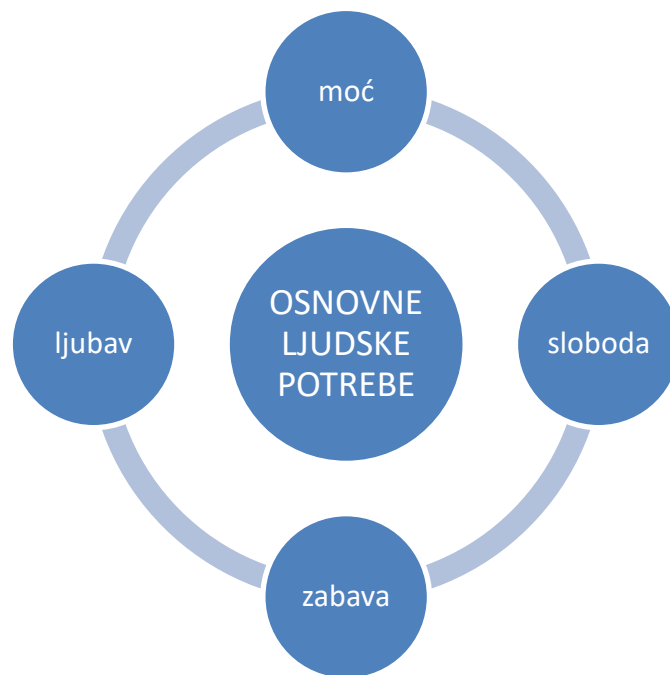 moć
ljubav
OSNOVNE
LJUDSKE
POTREBE
sloboda
zabava